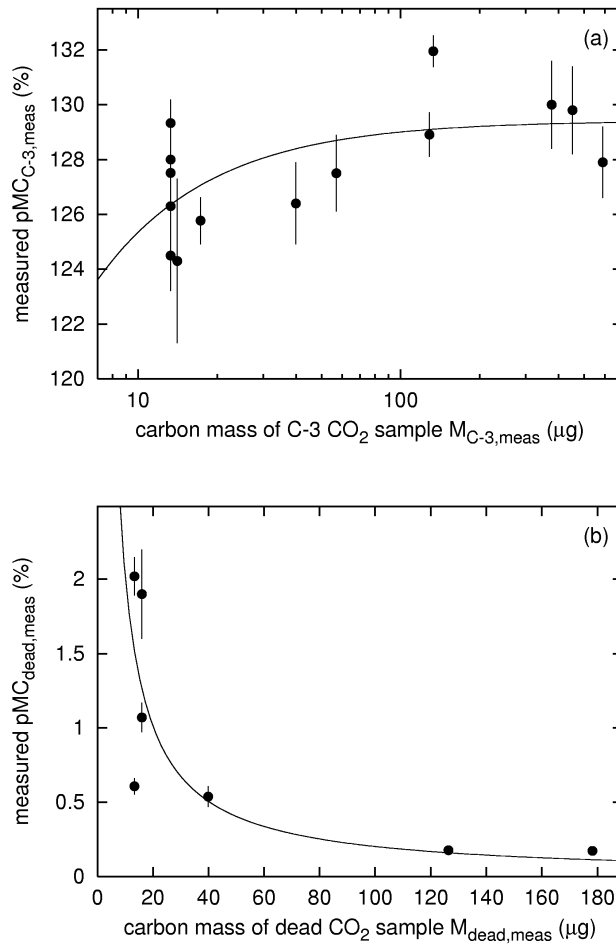 132
130
128
126
124
122
120
measured pMC_C-3,meas (%)
(a)
10
100
carbon mass of C-3 CO₂ sample M_C-3,meas (μg)
2
1.5
1
0.5
0
measured pMC_dead,meas (%)
(b)
0 20 40 60 80 100 120 140 160 180
carbon mass of dead CO₂ sample M_dead,meas (μg)